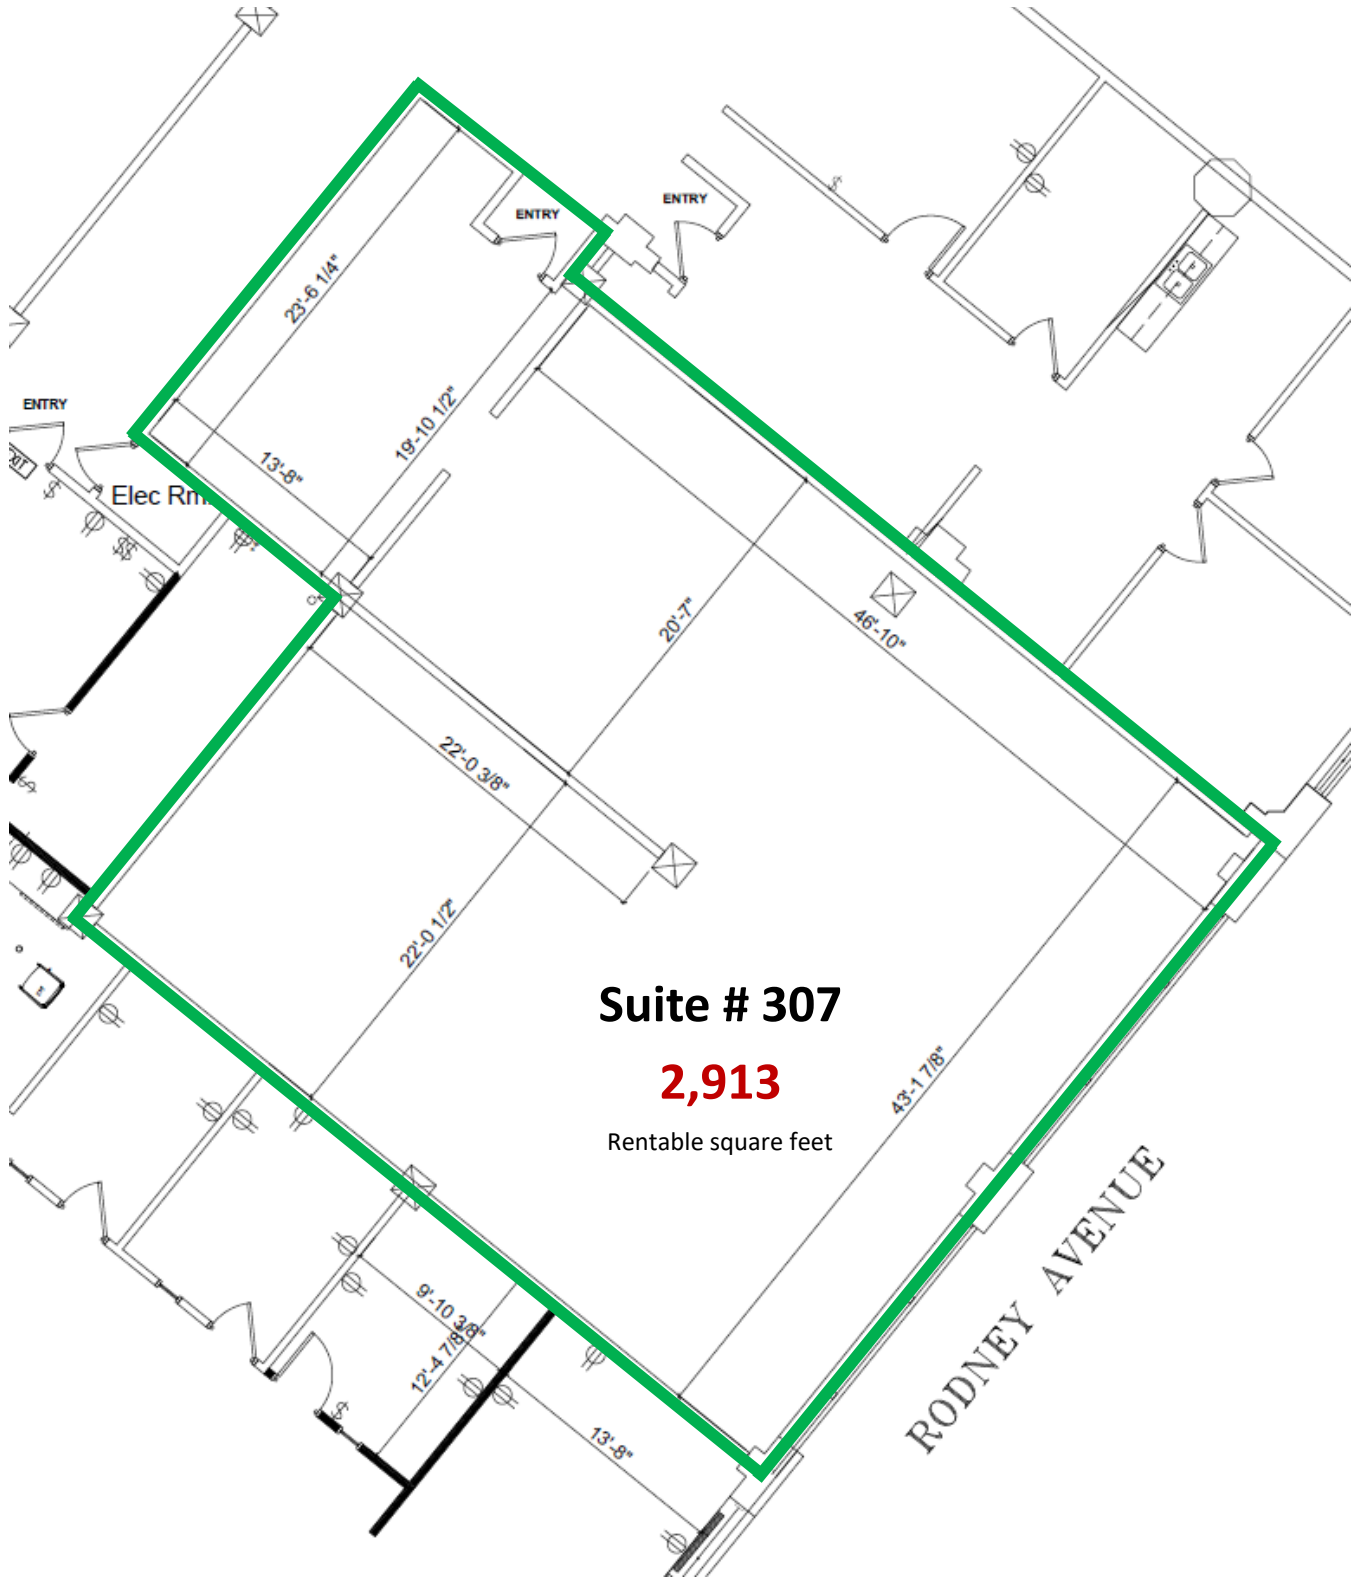 ENTRY
ENTRY
23'-6 1/4"
ENTRY
19'-10 1/2"
13'-8"
Elec Rm.
20'-7"
46'-10"
22'-0 3/8"
22'-0 1/2"
Suite # 307
2,913
Rentable square feet
43'-1 7/8"
9'-10 3/8"
12'-4 7/8"
13'-8"
RODNEY AVENUE